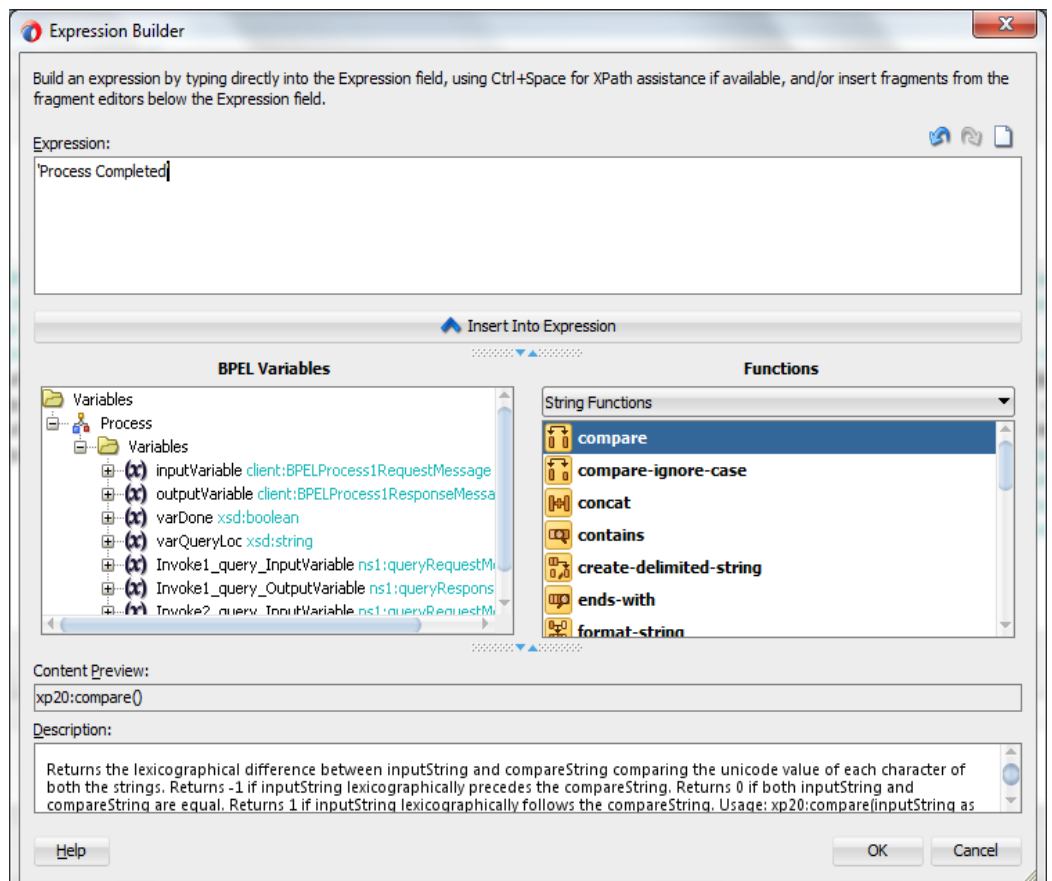 Expression Builder
Build an expression by typing directly into the Expression field, using Ctrl+Space for XPath assistance if available, and/or insert fragments from the
fragment editors below the Expression field.
Expression:
'Process Completed
Insert Into Expression
BPEL Variables
Variables
Process
Variables
(x) inputVariable client:BPELProcess1RequestMessage
(x) outputVariable client:BPELProcess1ResponseMessa
(x) varDone xsd:boolean
(x) varQueryLoc xsd:string
(x) Invoke1_query_InputVariable ns1:queryRequestM
(x) Invoke1_query_OutputVariable ns1:queryRespons
(x) Invoke2_query_InputVariable ns1:queryRequestM
Functions
String Functions
compare
compare-ignore-case
concat
contains
create-delimited-string
ends-with
format-string
Content Preview:
xp20:compare()
Description:
Returns the lexicographical difference between inputString and compareString comparing the unicode value of each character of
both the strings. Returns -1 if inputString lexicographically precedes the compareString. Returns 0 if both inputString and
compareString are equal. Returns 1 if inputString lexicographically follows the compareString. Usage: xp20:compare(inputString as
Help
OK
Cancel